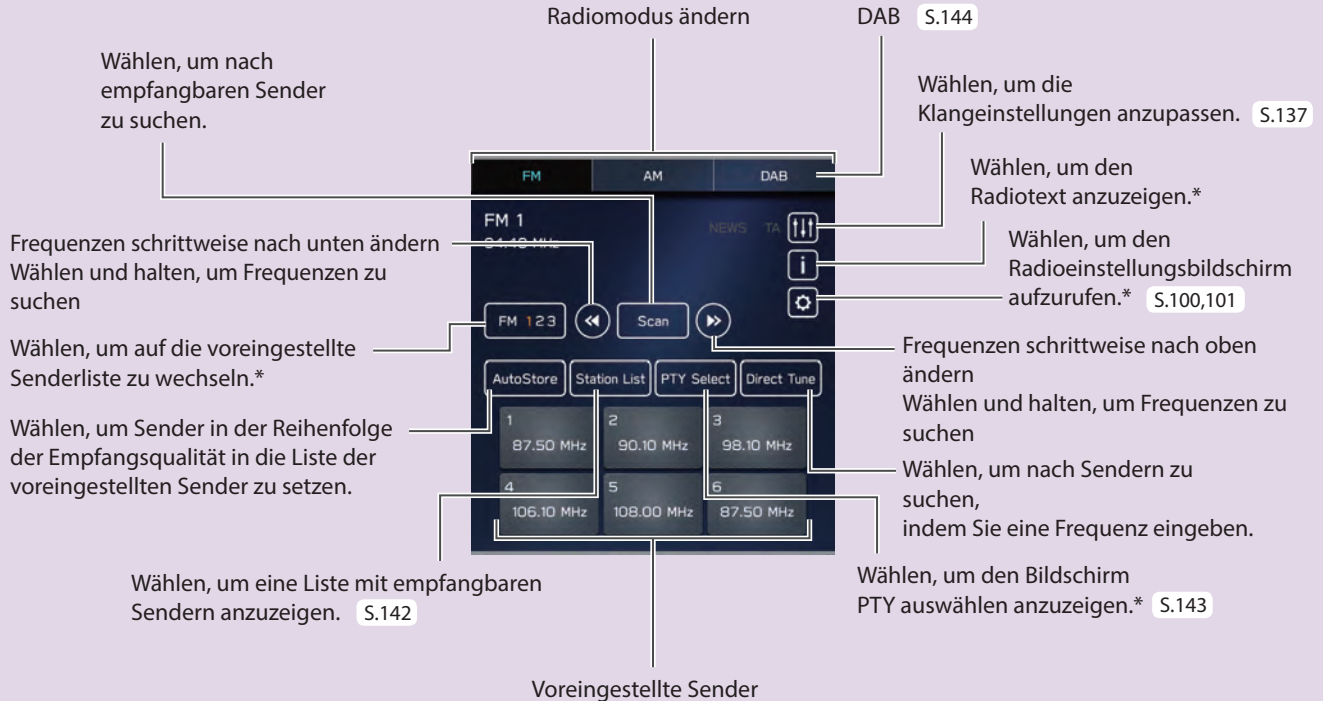 Radiomodus ändern
DAB S.144
Wählen, um nach
empfangbaren Sender
zu suchen.
Wählen, um die
Klangeinstellungen anzupassen. S.137
Wählen, um den
Radiotext anzuzeigen.*
Wählen, um den
Radioeinstellungsbildschirm
aufzurufen.* S.100,101
Frequenzen schrittweise nach unten ändern
Wählen und halten, um Frequenzen zu
suchen
Wählen, um auf die voreingestellte
Senderliste zu wechseln.*
Wählen, um Sender in der Reihenfolge
der Empfangsqualität in die Liste der
voreingestellten Sender zu setzen.
FM AM DAB
FM 1
NEWS TA
MHz
i
FM 123 Scan
AutoStore Station List PTY Select Direct Tune
1 2 3
87.50 MHz 90.10 MHz 98.10 MHz
4 5 6
106.10 MHz 108.00 MHz 87.50 MHz
Frequenzen schrittweise nach oben
ändern
Wählen und halten, um Frequenzen zu
suchen
Wählen, um nach Sendern zu
suchen,
indem Sie eine Frequenz eingeben.
Wählen, um eine Liste mit empfangbaren
Sendern anzuzeigen. S.142
Wählen, um den Bildschirm
PTY auswählen anzuzeigen.* S.143
Voreingestellte Sender